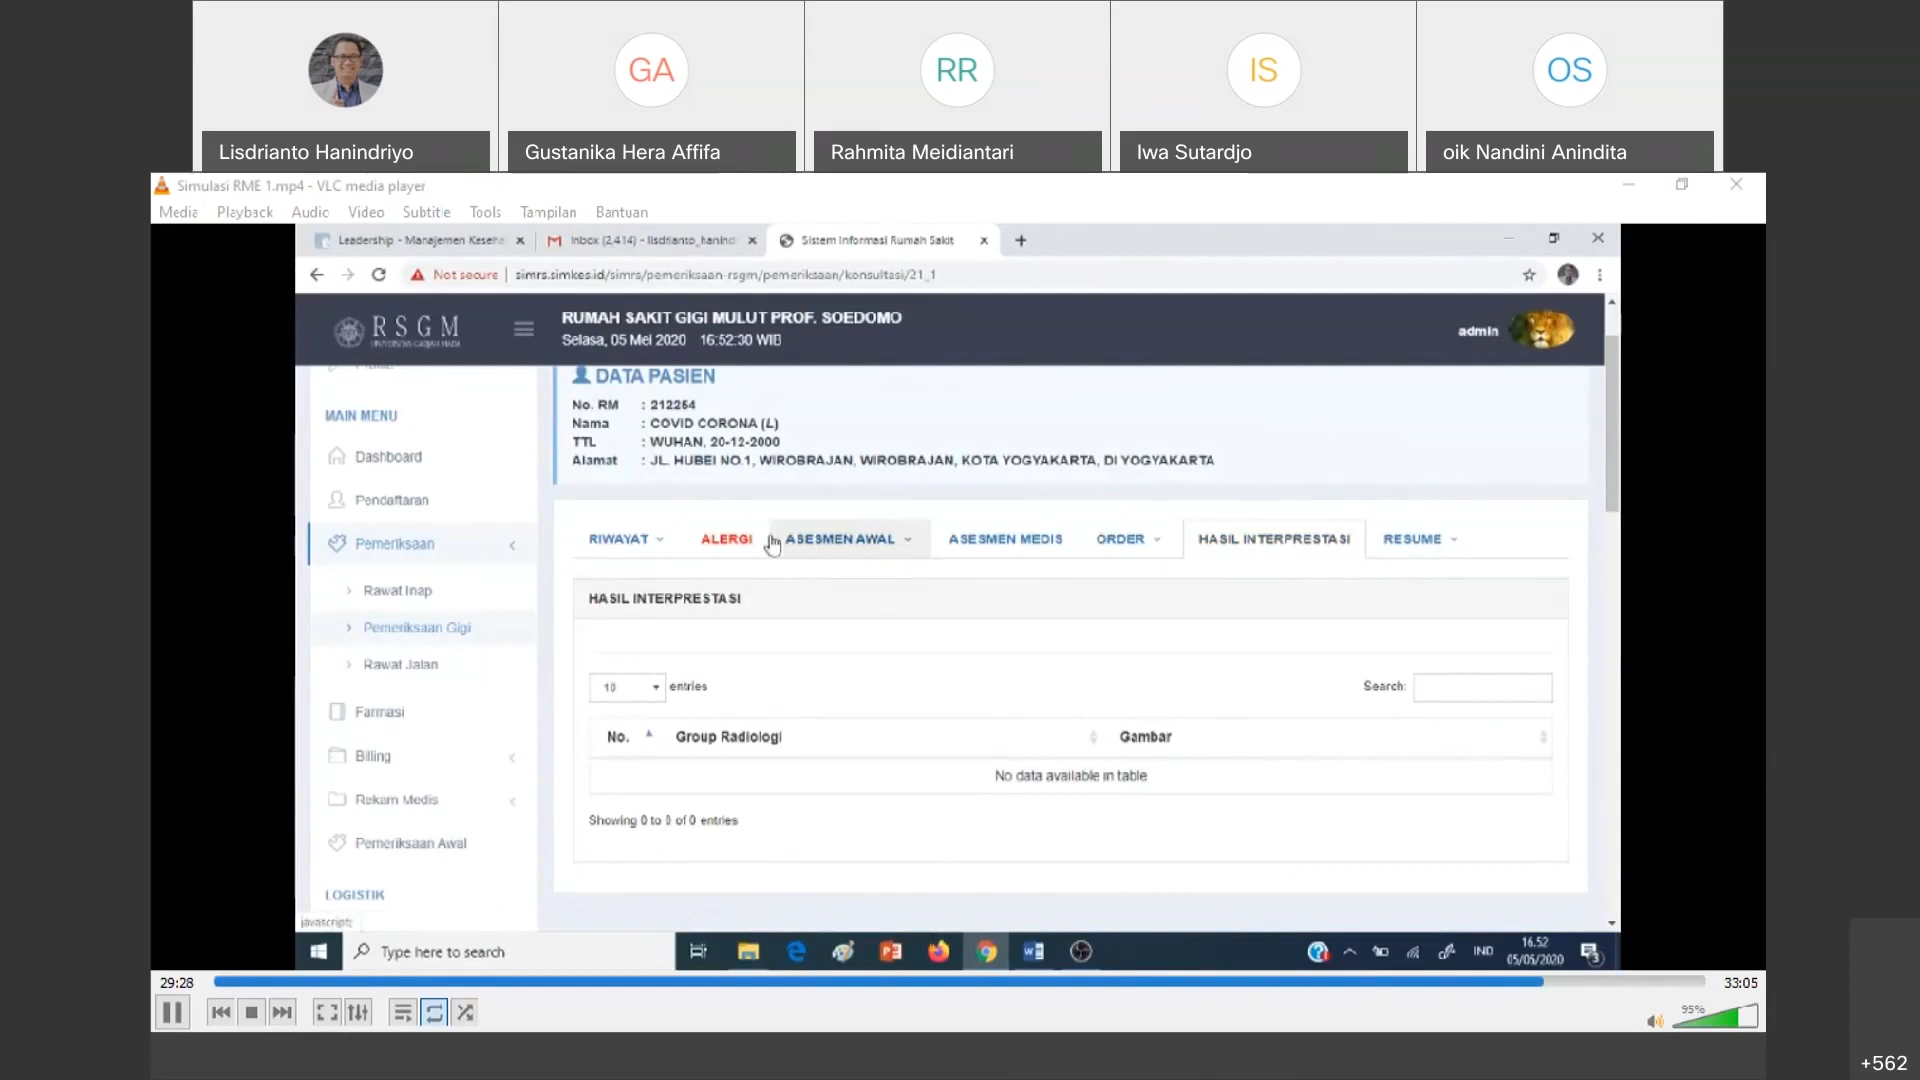 GA
RR
IS
OS
Lisdrianto Hanindriyo
Gustanika Hera Affifa
Rahmita Meidiantari
Iwa Sutardjo
oik Nandini Anindita
Simulasi RME 1.mp4 - VLC media player
Media Playback Audio Video Subtitle Tools Tampilan Bantuan
Leadership - Manajemen Keseha
Inbox (2,414) - lisdrianto_hanind
Sistem Informasi Rumah Sakit
Not secure
simrs.simkes.id/simrs/pemeriksaan-rsgm/pemeriksaan/konsultasi/21_1
RSGM
UNIVERSITAS GADJAH MADA
RUMAH SAKIT GIGI MULUT PROF. SOEDOMO
Selasa, 05 Mei 2020 16:52:30 WIB
admin
DATA PASIEN
No. RM : 212254
Nama : COVID CORONA (L)
TTL : WUHAN, 20-12-2000
Alamat : JL. HUBEI NO.1, WIROBRAJAN, WIROBRAJAN, KOTA YOGYAKARTA, DI YOGYAKARTA
MAIN MENU
Dashboard
Pendaftaran
Pemeriksaan
Rawat Inap
Pemeriksaan Gigi
Rawat Jalan
Farmasi
Billing
Rekam Medis
Pemeriksaan Awal
LOGISTIK
javascript:
RIWAYAT ALERGI ASESMEN AWAL ASESMEN MEDIS ORDER HASIL INTERPRESTASI RESUME
HASIL INTERPRESTASI
10 entries
Search:
No. Group Radiologi Gambar
No data available in table
Showing 0 to 0 of 0 entries
Type here to search
IND
16.52
05/05/2020
3
29:28
33:05
95%
+562